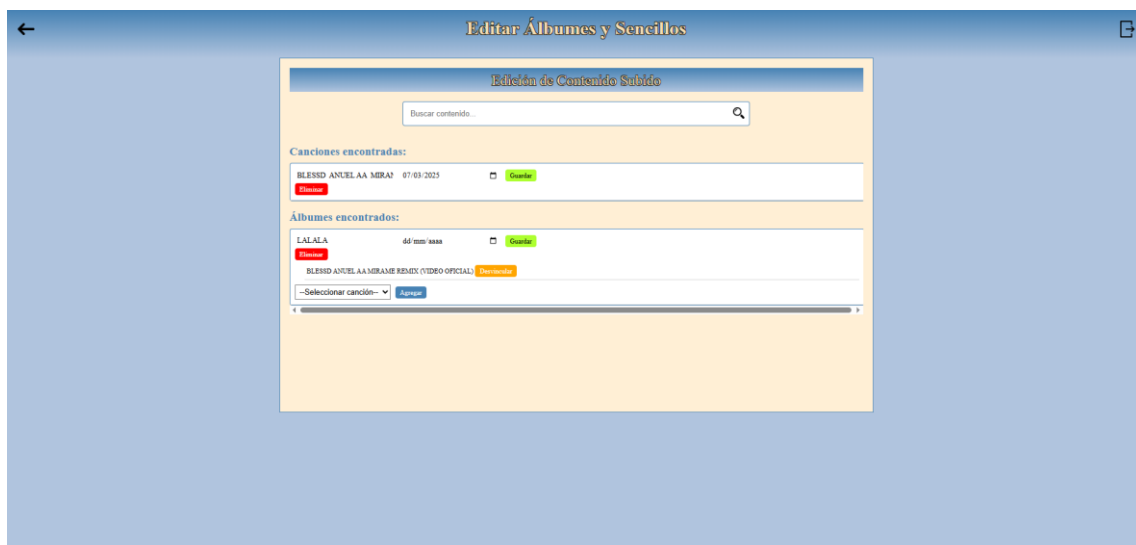 Editar Álbumes y Sencillos
Edición de Contenido Subido
Buscar contenido...
Canciones encontradas:
BLESSD ANUEL AA MIRAM 07/03/2025 Guardar
Eliminar
Álbumes encontrados:
LALALA dd/mm/aaaa Guardar
Eliminar
BLESSD ANUEL AA MIRAME REMIX (VIDEO OFICIAL) Desvincular
--Seleccionar canción-- Agregar